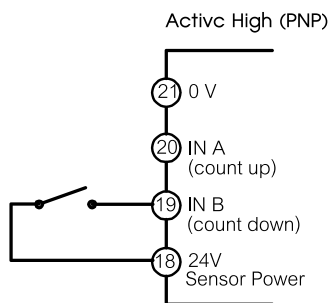 Activc High (PNP)
21 0 V
20 IN A
(count up)
19 IN B
(count down)
18 24V
Sensor Power